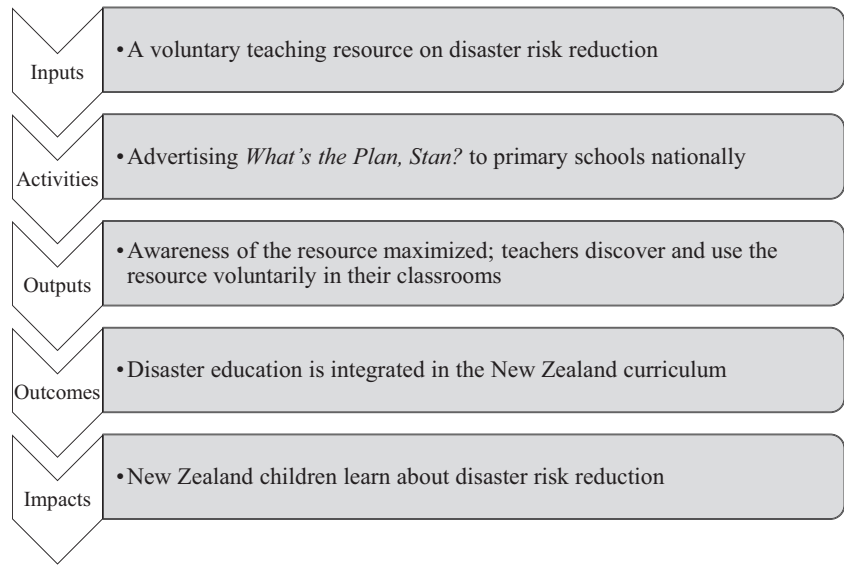 Inputs
•A voluntary teaching resource on disaster risk reduction
Activities
•Advertising What's the Plan, Stan? to primary schools nationally
Outputs
•Awareness of the resource maximized; teachers discover and use the
resource voluntarily in their classrooms
Outcomes
•Disaster education is integrated in the New Zealand curriculum
Impacts
•New Zealand children learn about disaster risk reduction